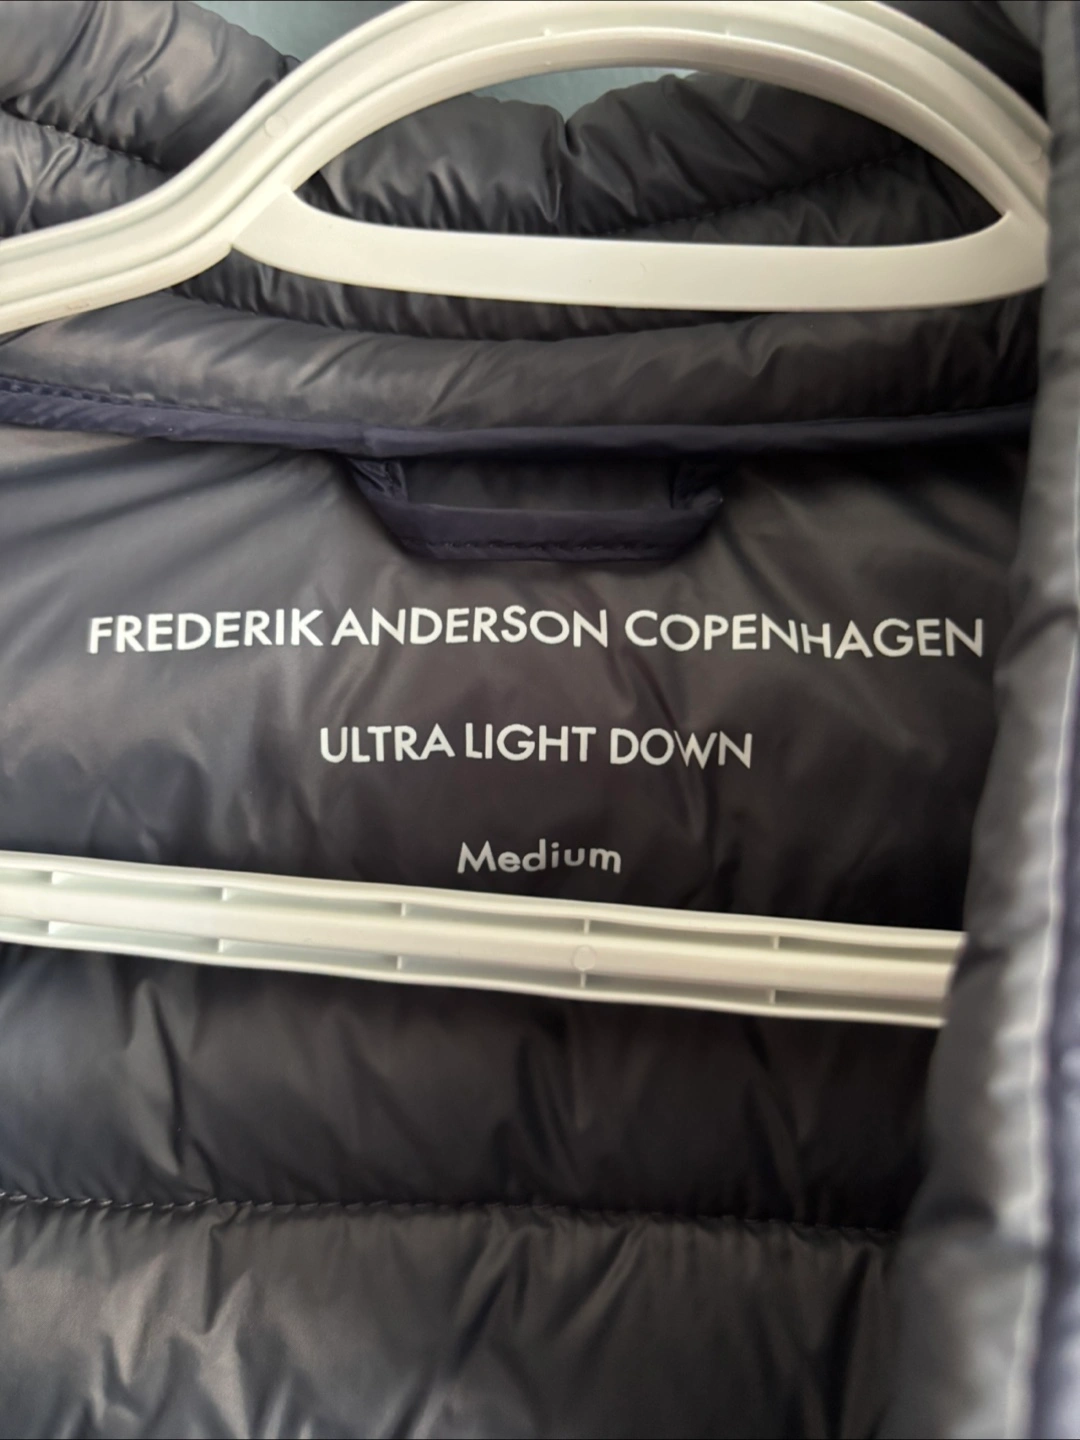 FREDERIK ANDERSON COPENHAGEN
ULTRA LIGHT DOWN
Medium